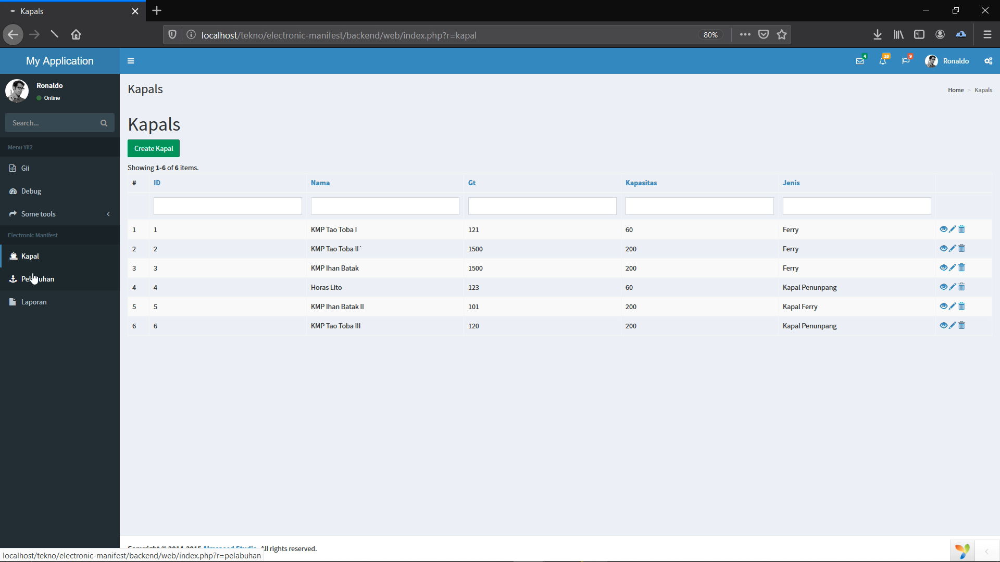 Kapals
localhost/tekno/electronic-manifest/backend/web/index.php?r=kapal
80%
My Application
4
10
9
Ronaldo
Ronaldo
Online
Kapals
Home > Kapals
Search...
Kapals
Menu Yii2
Create Kapal
Gii
Showing 1-6 of 6 items.
# ID Nama Gt Kapasitas Jenis
Debug
Some tools
Electronic Manifest
1 1 KMP Tao Toba I 121 60 Ferry
2 2 KMP Tao Toba II` 1500 200 Ferry
Kapal
3 3 KMP Ihan Batak 1500 200 Ferry
4 4 Horas Lito 123 60 Kapal Penunpang
Laporan
5 5 KMP Ihan Batak II 101 200 Kapal Ferry
6 6 KMP Tao Toba III 120 200 Kapal Penunpang
All rights reserved.
localhost/tekno/electronic-manifest/backend/web/index.php?r=pelabuhan